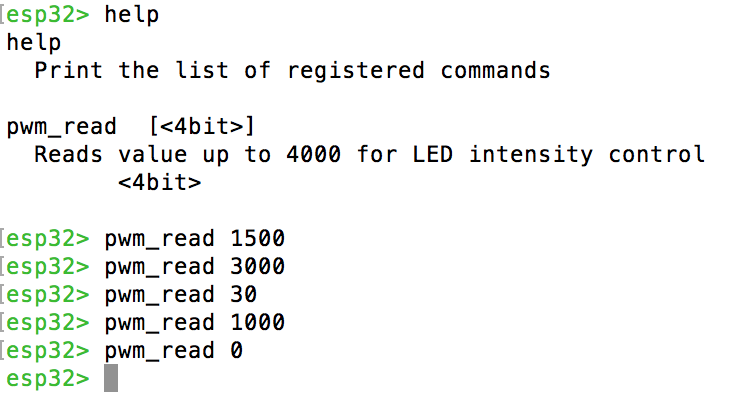 [esp32> help
help
  Print the list of registered commands

pwm_read  [<4bit>]
  Reads value up to 4000 for LED intensity control
        <4bit>

[esp32> pwm_read 1500
[esp32> pwm_read 3000
[esp32> pwm_read 30
[esp32> pwm_read 1000
[esp32> pwm_read 0
esp32>